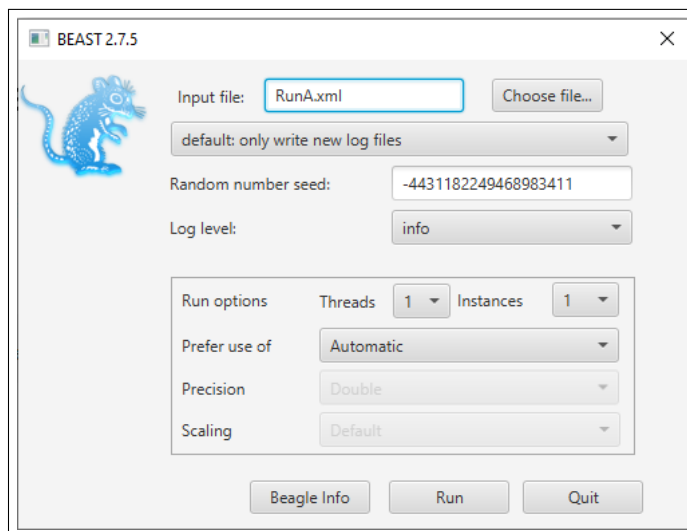 BEAST 2.7.5
Input file: RunA.xml Choose file...
default: only write new log files
Random number seed: -4431182249468983411
Log level: info
Run options Threads 1 Instances 1
Prefer use of Automatic
Precision Double
Scaling Default
Beagle Info Run Quit